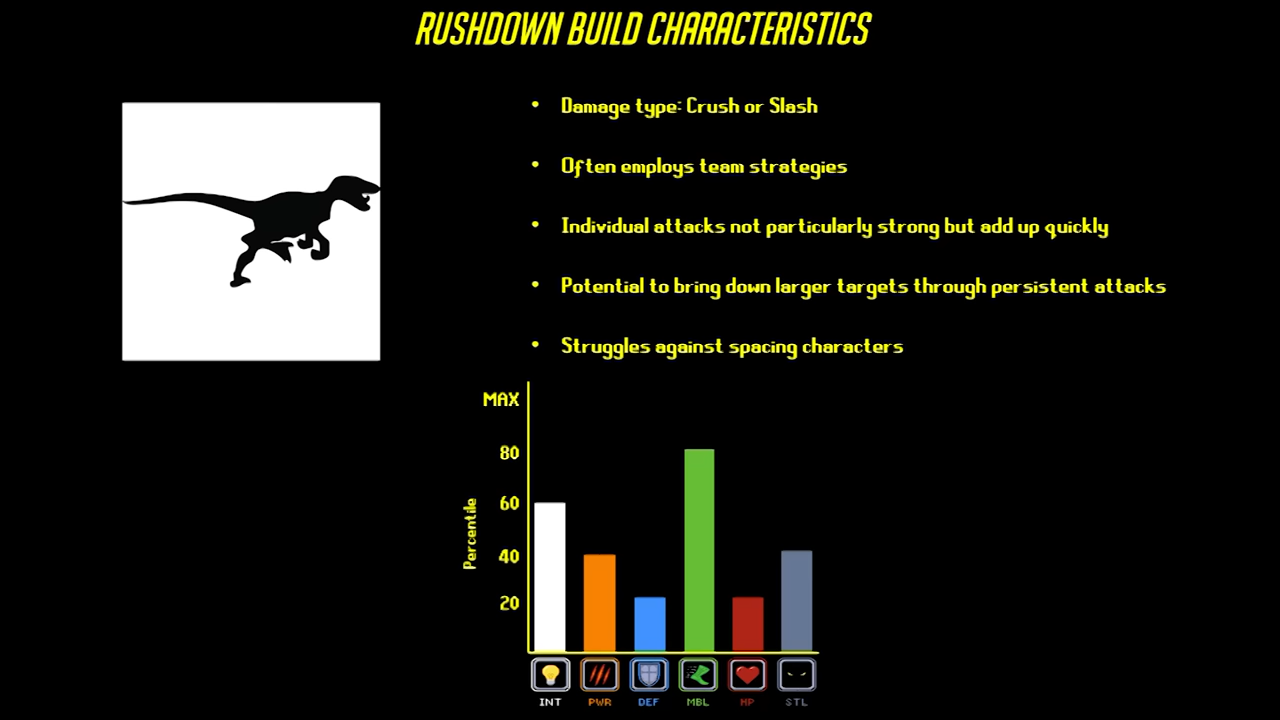 RUSHDOWN BUILD CHARACTERISTICS
• Damage type: Crush or Slash
• Often employs team strategies
• Individual attacks not particularly strong but add up quickly
• Potential to bring down larger targets through persistent attacks
• Struggles against spacing characters
MAX
80
60
40
20
Percentile
INT PWR DEF MBL HP STL